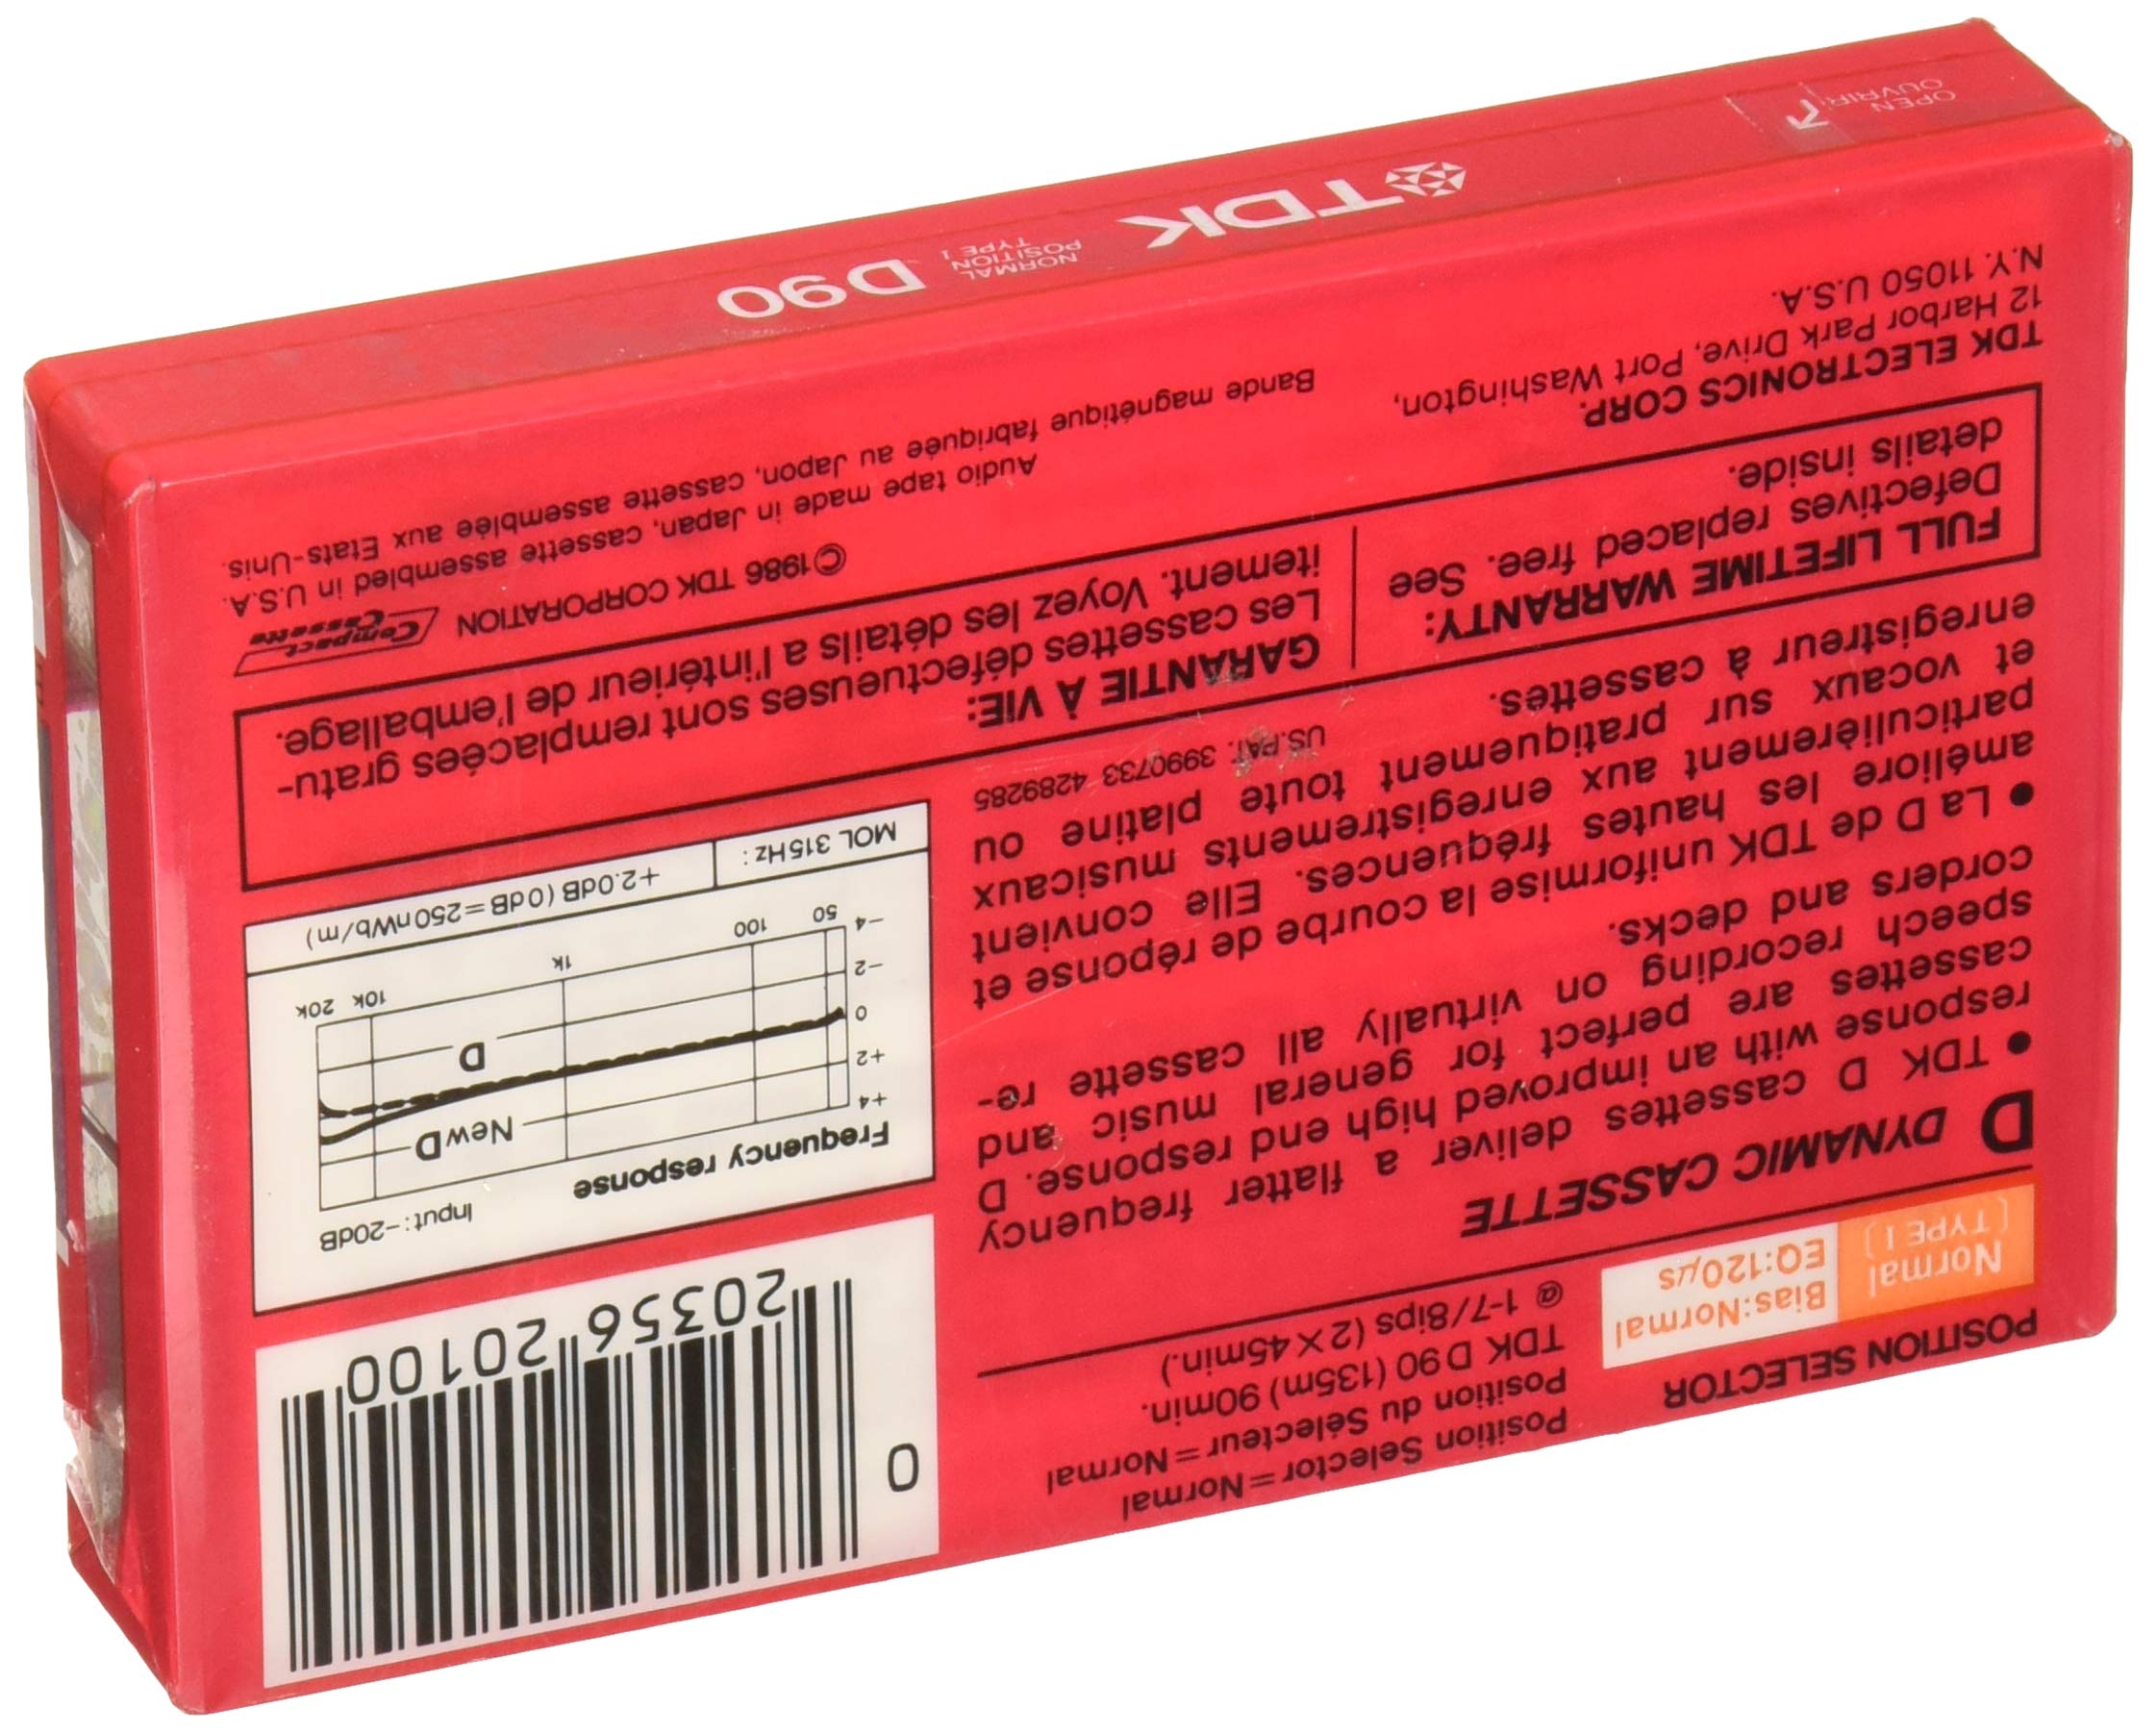 POSITION SELECTOR
Normal
(TYPE I)
Bias:Normal
EQ:120μs
Position Selector=Normal
Position du Sélecteur=Normal
TDK D90 (135m) 90min.
@ 1-7/8ips (2×45min.)
D DYNAMIC CASSETTE
• TDK D cassettes deliver a flatter frequency
response with an improved high end response. D
cassettes are perfect for general music and
speech recording on virtually all cassette re-
corders and decks.
• La D de TDK uniformise la courbe de réponse et
améliore les hautes fréquences. Elle convient
particulièrement aux enregistrements musicaux
et vocaux sur pratiquement toute platine ou
enregistreur à cassettes.
US.PAT. 3990733 4289285
0
20356 20100
Frequency response
Input:-20dB
+4
+2
0
-2
-4
New D
D
50
100
1k
10k
20k
MOL 315Hz:
+2.0dB (0dB=250nWb/m)
FULL LIFETIME WARRANTY:
Defectives replaced free. See
details inside.
GARANTIE À VIE:
Les cassettes défectueuses sont remplacées gratu-
itement. Voyez les détails a l'intérieur de l'emballage.
TDK ELECTRONICS CORP.
12 Harbor Park Drive, Port Washington,
N.Y. 11050 U.S.A.
©1986 TDK CORPORATION
Compact
Cassette
Audio tape made in Japan, cassette assembled in U.S.A.
Bande magnétique fabriquée au Japon, cassette assemblée aux Etats-Unis.
D90
NORMAL
POSITION
TYPE I
TDK
OPEN
OUVRIR